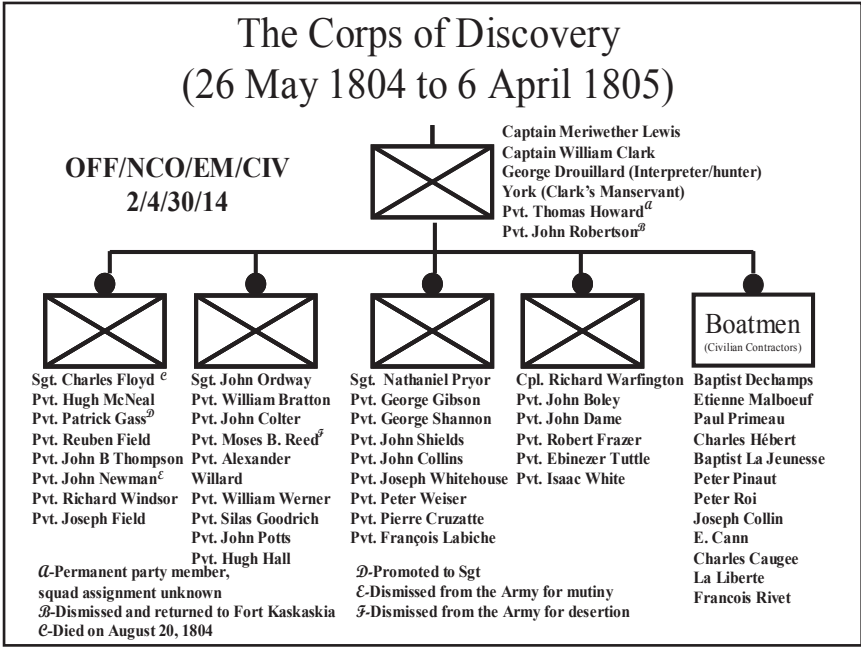 The Corps of Discovery
(26 May 1804 to 6 April 1805)
OFF/NCO/EM/CIV
2/4/30/14
Captain Meriwether Lewis
Captain William Clark
George Drouillard (Interpreter/hunter)
York (Clark's Manservant)
Pvt. Thomas Howard A
Pvt. John Robertson B
Sgt. Charles Floyd C
Pvt. Hugh McNeal
Pvt. Patrick Gass D
Pvt. Reuben Field
Pvt. John B Thompson
Pvt. John Newman E
Pvt. Richard Windsor
Pvt. Joseph Field
Sgt. John Ordway
Pvt. William Bratton
Pvt. John Colter
Pvt. Moses B. Reed F
Pvt. Alexander
Willard
Pvt. William Werner
Pvt. Silas Goodrich
Pvt. John Potts
Pvt. Hugh Hall
Sgt. Nathaniel Pryor
Pvt. George Gibson
Pvt. George Shannon
Pvt. John Shields
Pvt. John Collins
Pvt. Joseph Whitehouse
Pvt. Peter Weiser
Pvt. Pierre Cruzatte
Pvt. François Labiche
Cpl. Richard Warfington
Pvt. John Boley
Pvt. John Dame
Pvt. Robert Frazer
Pvt. Ebinezer Tuttle
Pvt. Isaac White
Boatmen
(Civilian Contractors)
Baptist Dechamps
Etienne Malboeuf
Paul Primeau
Charles Hébert
Baptist La Jeunesse
Peter Pinaut
Peter Roi
Joseph Collin
E. Cann
Charles Caugee
La Liberte
Francois Rivet
A-Permanent party member,
squad assignment unknown
B-Dismissed and returned to Fort Kaskaskia
C-Died on August 20, 1804
D-Promoted to Sgt
E-Dismissed from the Army for mutiny
F-Dismissed from the Army for desertion